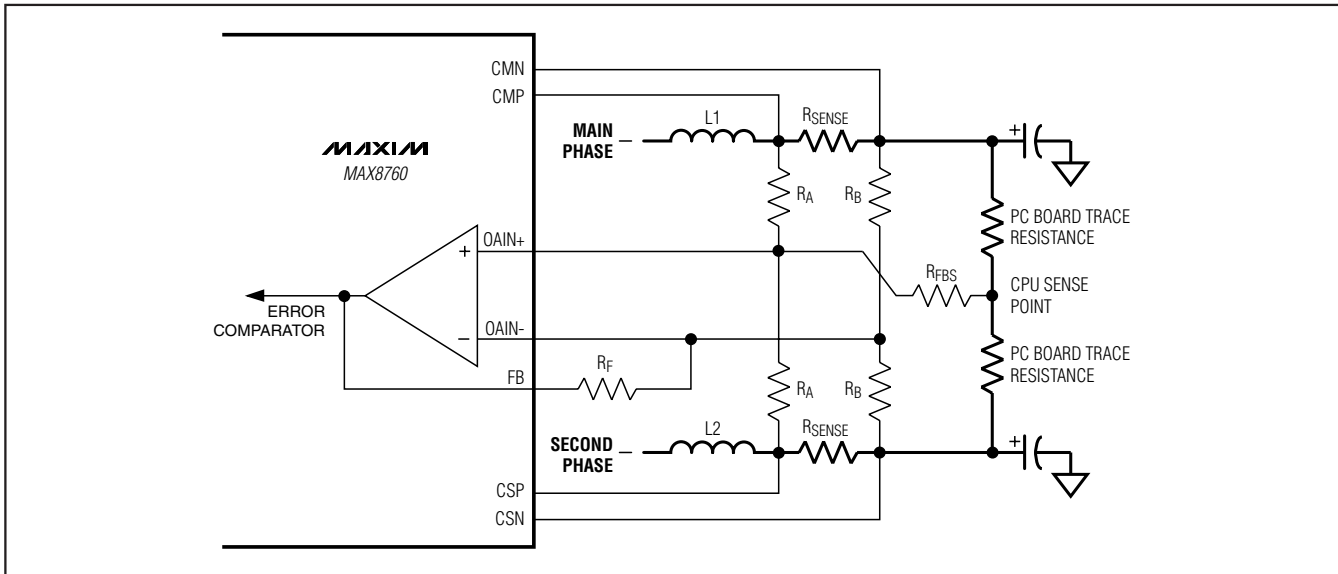 CMN
CMP
MAXIM
MAX8760
MAIN
PHASE
L1
RSENSE
+
RA
RB
PC BOARD TRACE
RESISTANCE
OAIN+
+
RFBS
CPU SENSE
POINT
ERROR
COMPARATOR
OAIN-
−
FB
RF
RA
RB
PC BOARD TRACE
RESISTANCE
SECOND
PHASE
L2
RSENSE
+
CSP
CSN